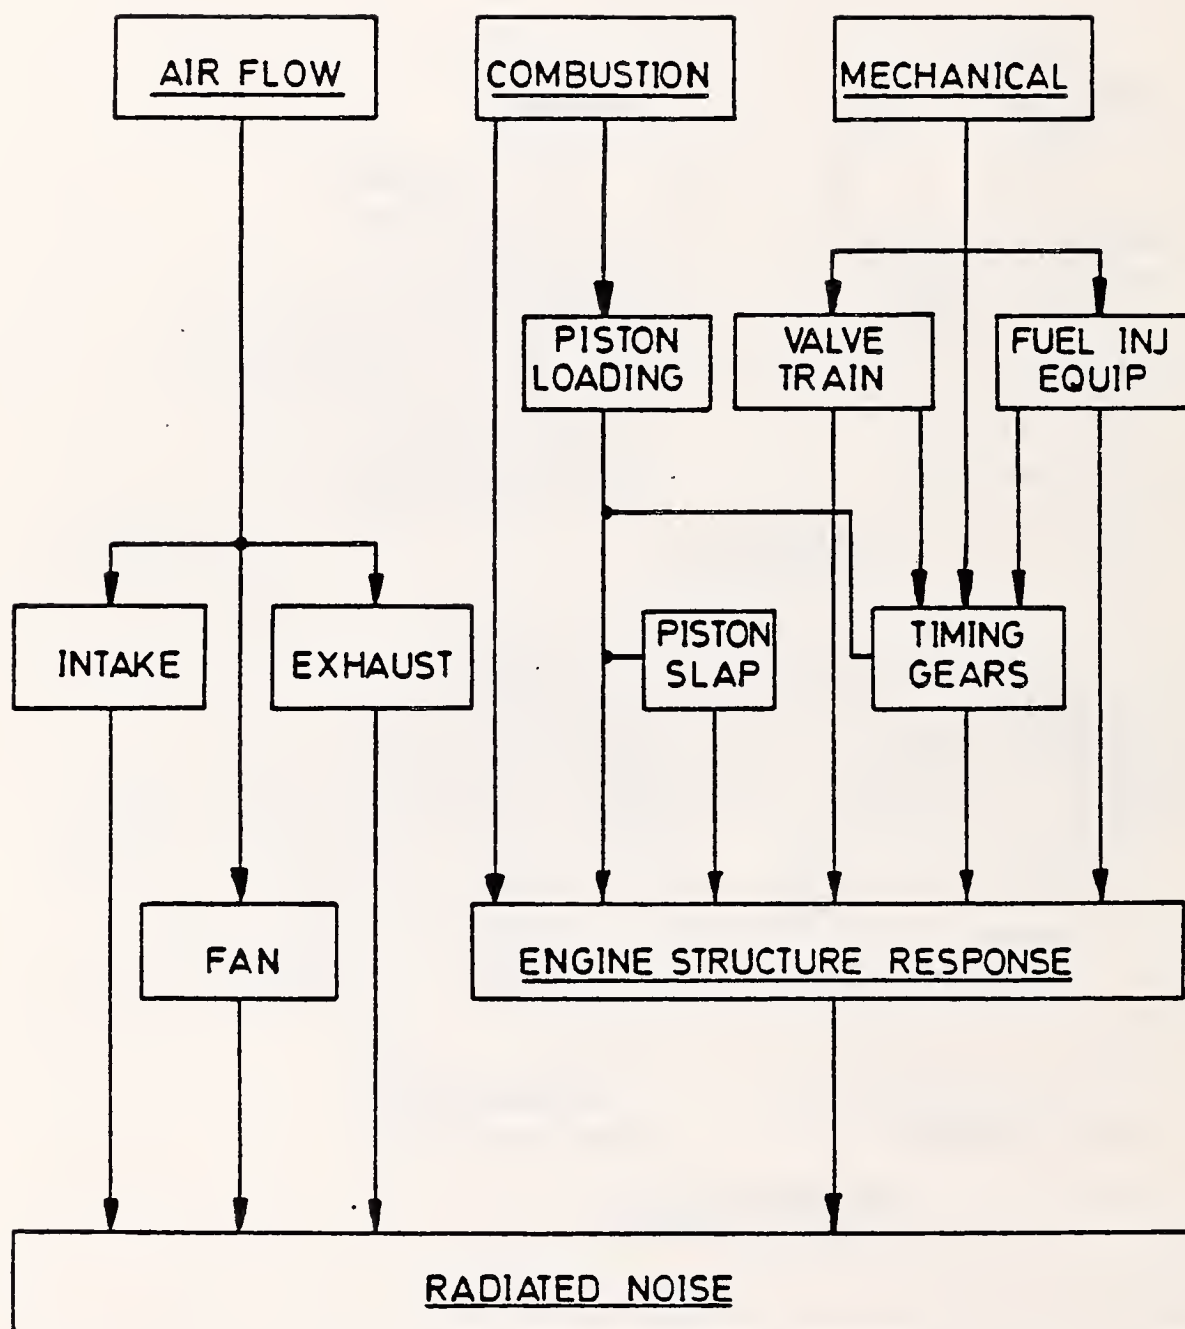 AIR FLOW
COMBUSTION
MECHANICAL
PISTON
LOADING
VALVE
TRAIN
FUEL INJ
EQUIP
INTAKE
EXHAUST
PISTON
SLAP
TIMING
GEARS
FAN
ENGINE STRUCTURE RESPONSE
RADIATED NOISE